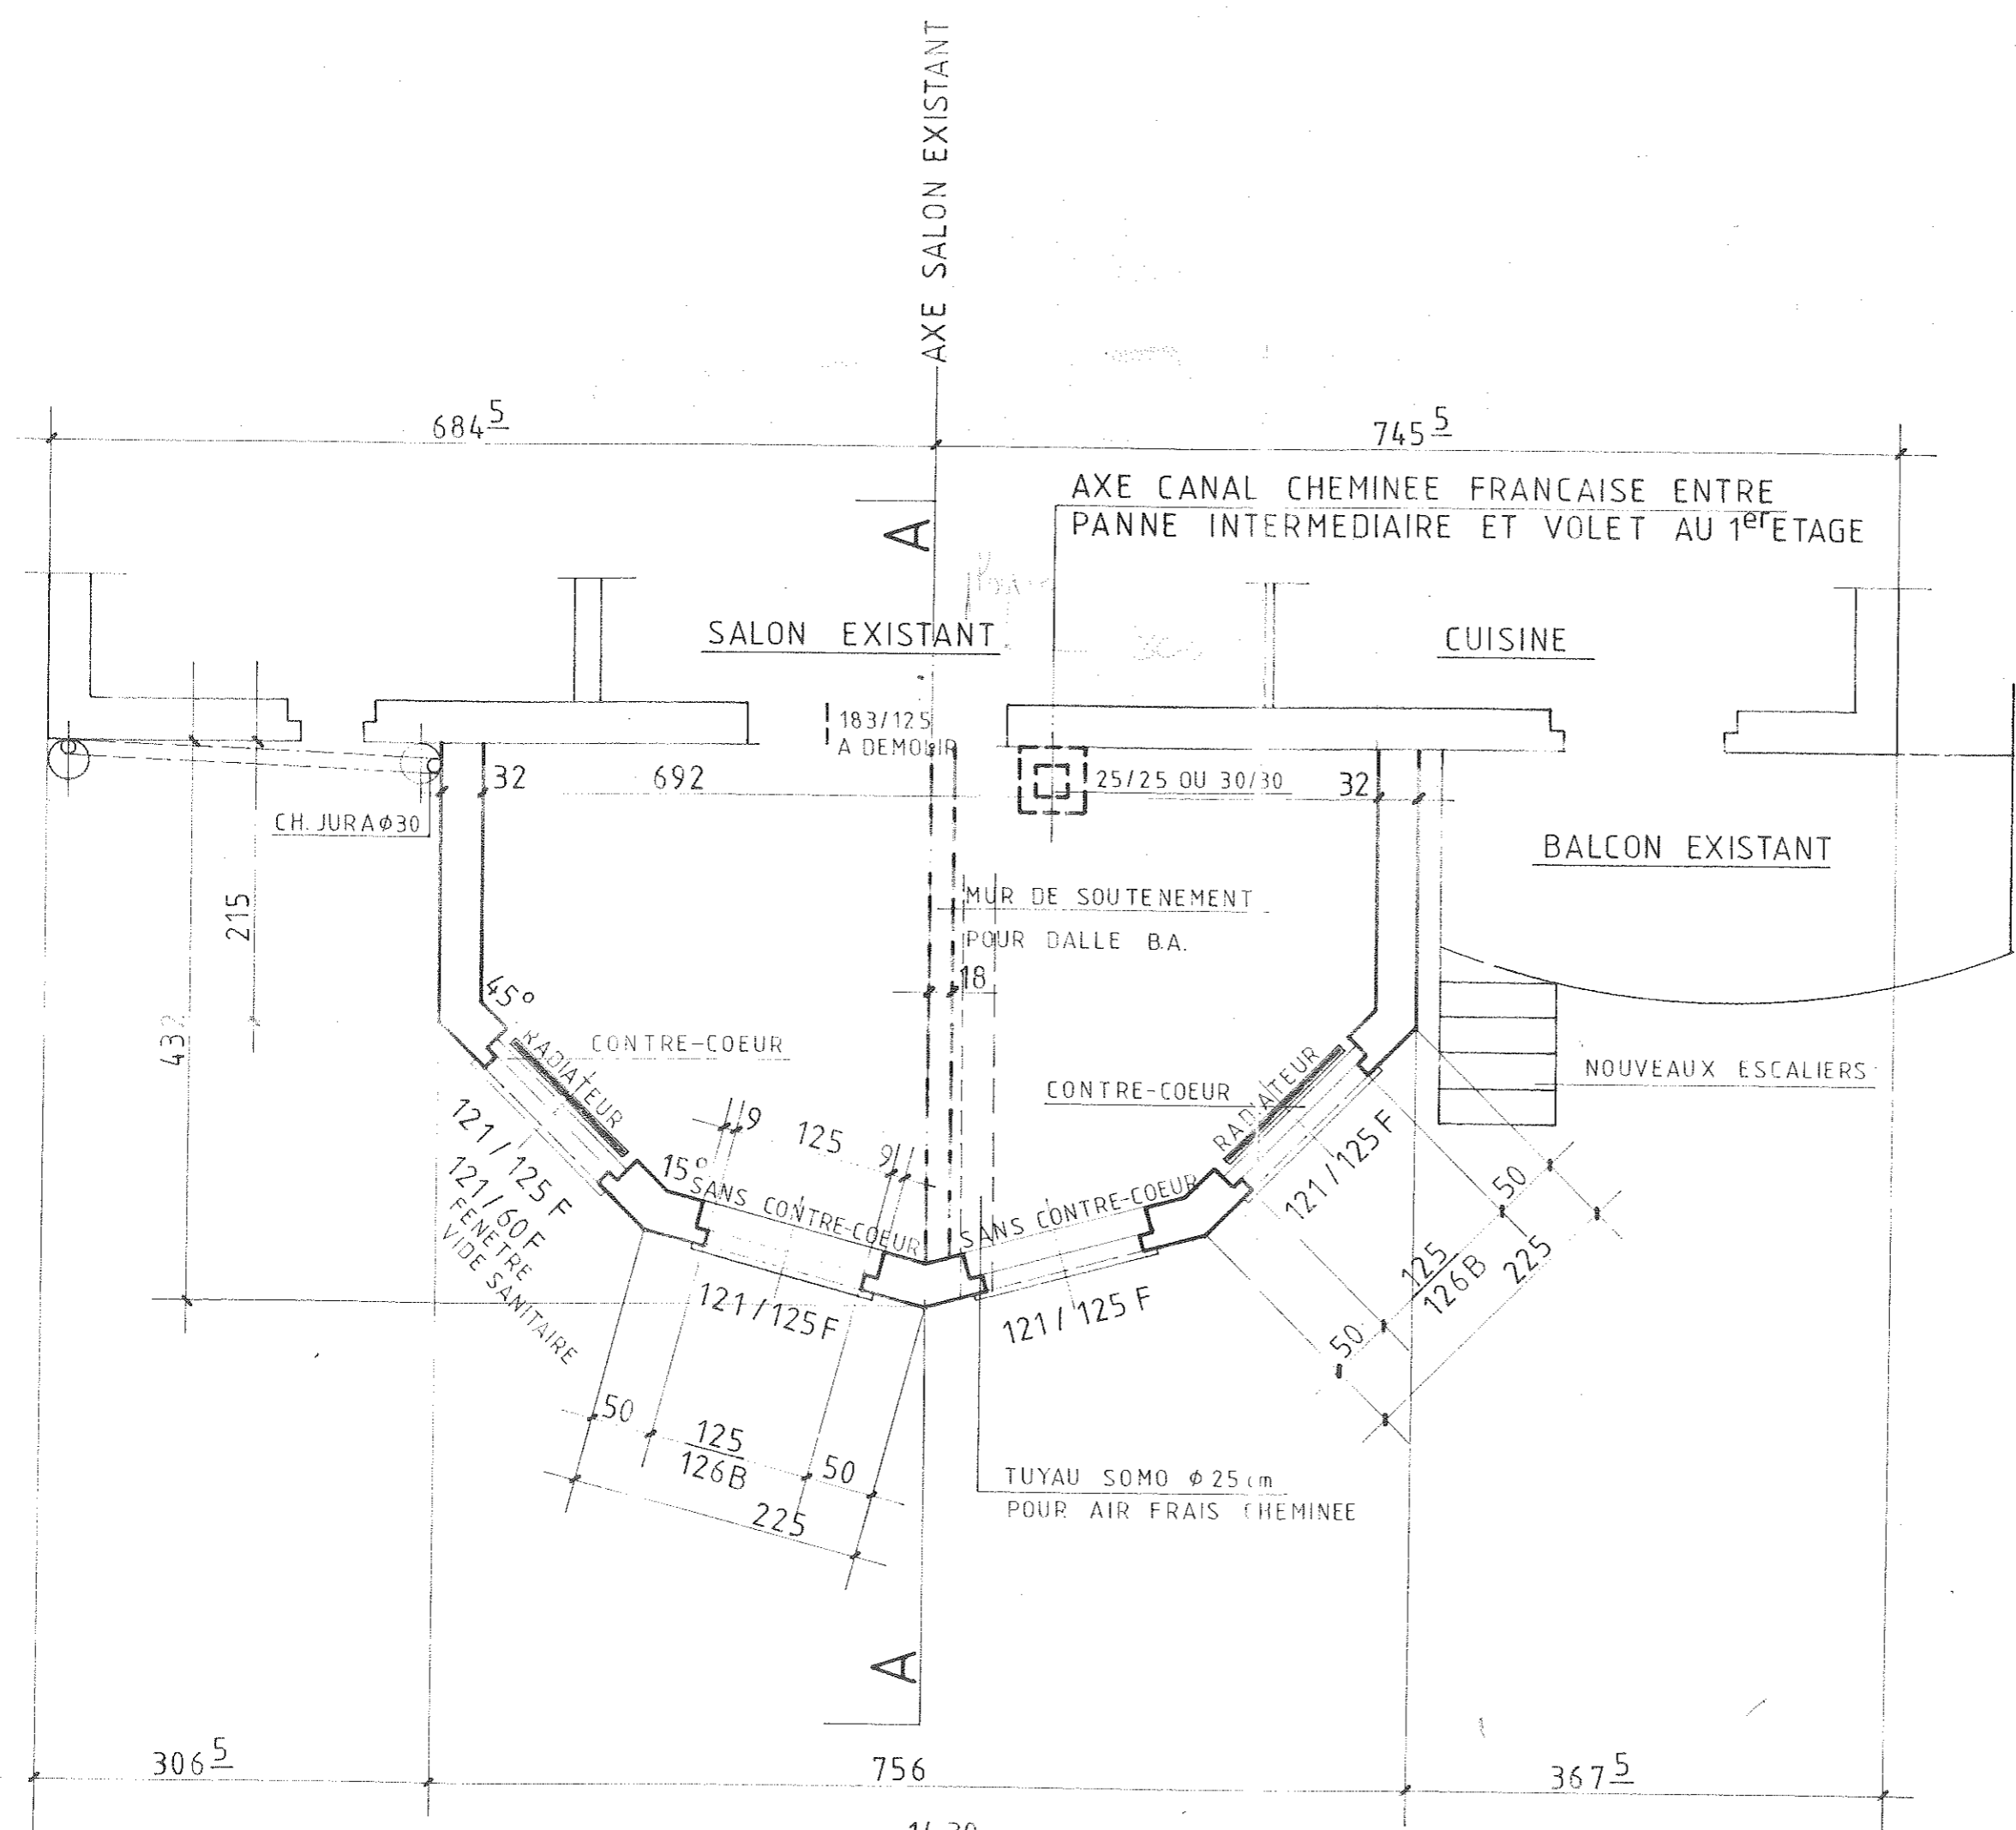 AXE SALON EXISTANT
684 5
745 5
AXE CANAL CHEMINEE FRANCAISE ENTRE
PANNE INTERMEDIAIRE ET VOLET AU 1er ETAGE
A
SALON EXISTANT
CUISINE
183/125
A DEMOLIR
32
692
25/25 OU 30/30
32
CH. JURA ϕ30
BALCON EXISTANT
215
MUR DE SOUTENEMENT
POUR DALLE B.A.
18
432
45°
RADIATEUR
CONTRE-COEUR
CONTRE-COEUR
RADIATEUR
NOUVEAUX ESCALIERS
121/125 F
121/60 F
FENETRE
VIDE SANITAIRE
9
125
9
15°
SANS CONTRE-COEUR
SANS CONTRE-COEUR
121/125 F
121/125 F
121/125 F
50
125
126B
50
225
50
125
126B
50
225
TUYAU SOMO ϕ 25 cm
POUR AIR FRAIS CHEMINEE
A
306 5
756
367 5